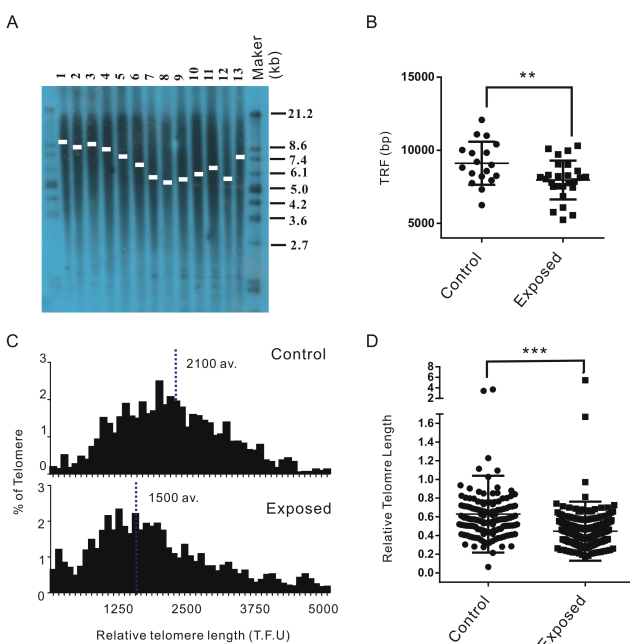 A
1 2 3 4 5 6 7 8 9 10 11 12 13
Maker
(kb)
21.2
8.6
7.4
6.1
5.0
4.2
3.6
2.7
B
15000
10000
5000
TRF (bp)
**
Control
Exposed
C
Control
2100 av.
3
2
1
0
% of Telomere
Exposed
1500 av.
3
2
1
0
1250 2500 3750 5000
Relative telomere length (T.F.U)
D
***
8
6
4
2
1.6
1.4
1.2
1.0
0.8
0.6
0.4
0.2
0.0
Relative Telomre Length
Control
Exposed